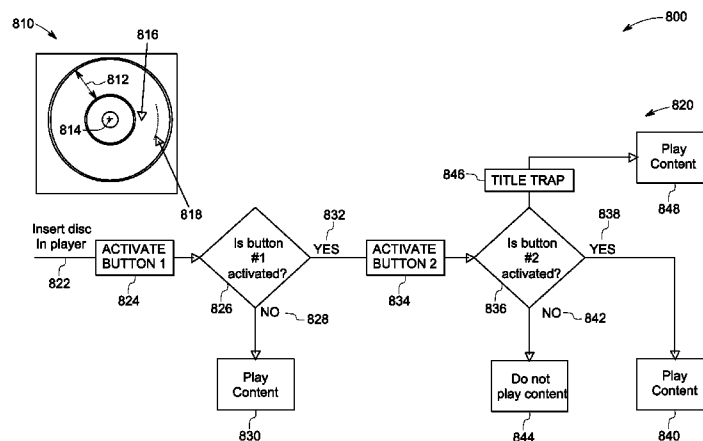 810
816
800
812
814
818
820
846
TITLE TRAP
Play
Content
848
Insert disc
In player
822
ACTIVATE
BUTTON 1
824
Is button
#1
activated?
826
832
YES
NO
828
Play
Content
830
ACTIVATE
BUTTON 2
834
Is button
#2
activated?
836
838
YES
NO
842
Do not
play content
844
Play
Content
840